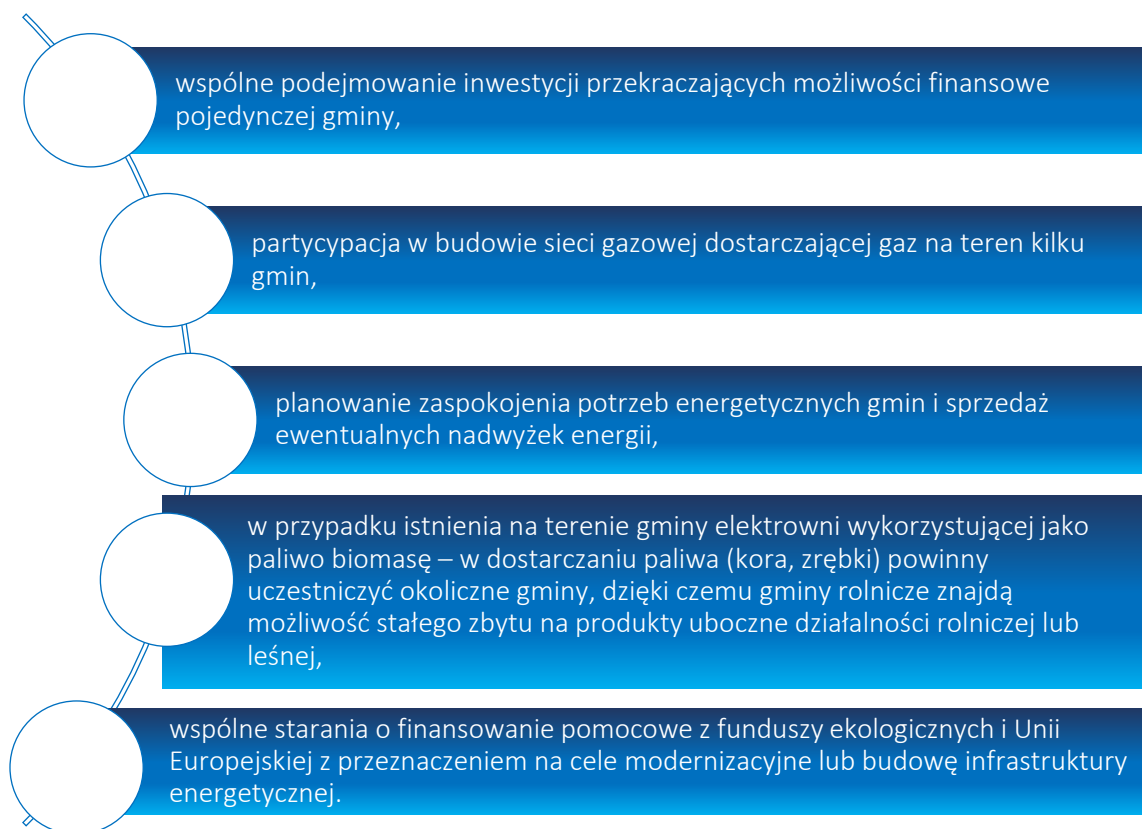 wspólne podejmowanie inwestycji przekraczających możliwości finansowe
pojedynczej gminy,
partycypacja w budowie sieci gazowej dostarczającej gaz na teren kilku
gmin,
planowanie zaspokojenia potrzeb energetycznych gmin i sprzedaż
ewentualnych nadwyżek energii,
w przypadku istnienia na terenie gminy elektrowni wykorzystującej jako
paliwo biomasę – w dostarczaniu paliwa (kora, zrębki) powinny
uczestniczyć okoliczne gminy, dzięki czemu gminy rolnicze znajdą
możliwość stałego zbytu na produkty uboczne działalności rolniczej lub
leśnej,
wspólne starania o finansowanie pomocowe z funduszy ekologicznych i Unii
Europejskiej z przeznaczeniem na cele modernizacyjne lub budowę infrastruktury
energetycznej.